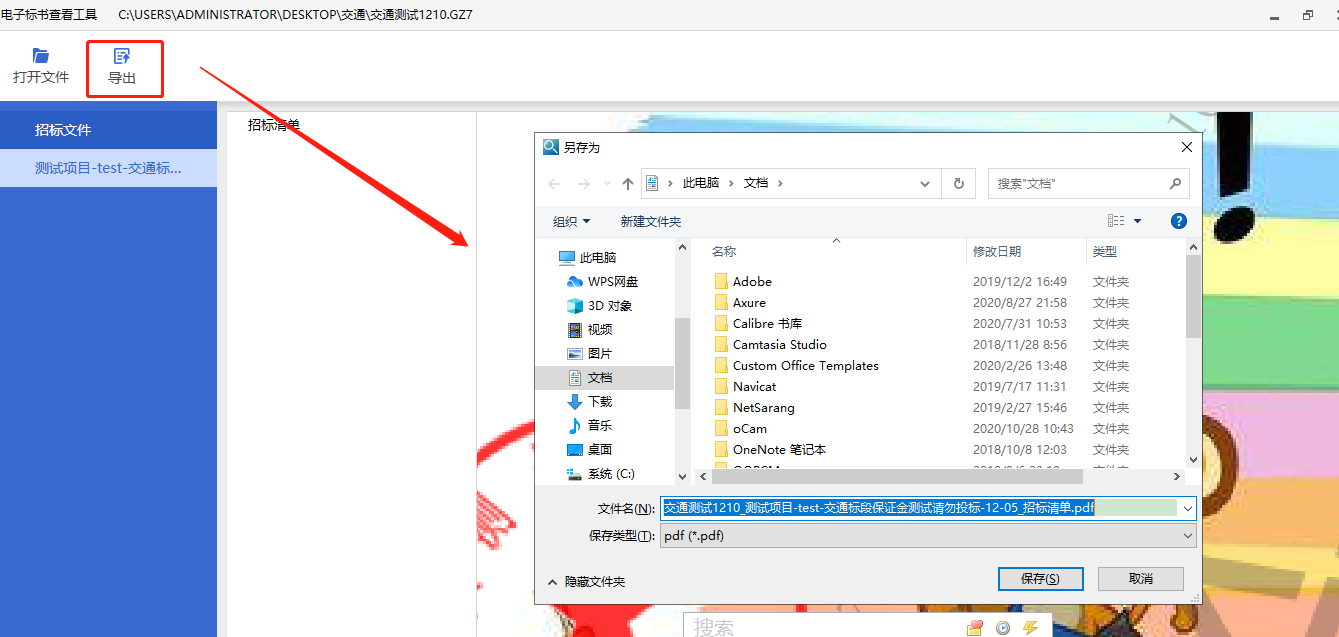 电子标书查看工具 C:\USERS\ADMINISTRATOR\DESKTOP\交通\交通测试1210.GZ7
打开文件 导出
招标文件
测试项目-test-交通标...
招标清单
另存为
此电脑 › 文档 ›
搜索"文档"
组织 新建文件夹
此电脑
WPS网盘
3D 对象
视频
图片
文档
下载
音乐
桌面
系统 (C:)
名称 修改日期 类型
Adobe 2019/12/2 16:49 文件夹
Axure 2020/8/27 21:58 文件夹
Calibre 书库 2020/7/31 10:53 文件夹
Camtasia Studio 2018/11/28 8:56 文件夹
Custom Office Templates 2020/2/26 13:48 文件夹
Navicat 2019/7/17 11:31 文件夹
NetSarang 2019/2/27 15:46 文件夹
oCam 2020/10/28 10:43 文件夹
OneNote 笔记本 2018/10/8 12:03 文件夹
文件名(N): 交通测试1210_测试项目-test-交通标段保证金测试请勿投标-12-05_招标清单.pdf
保存类型(T): pdf (*.pdf)
隐藏文件夹
保存(S) 取消
搜索